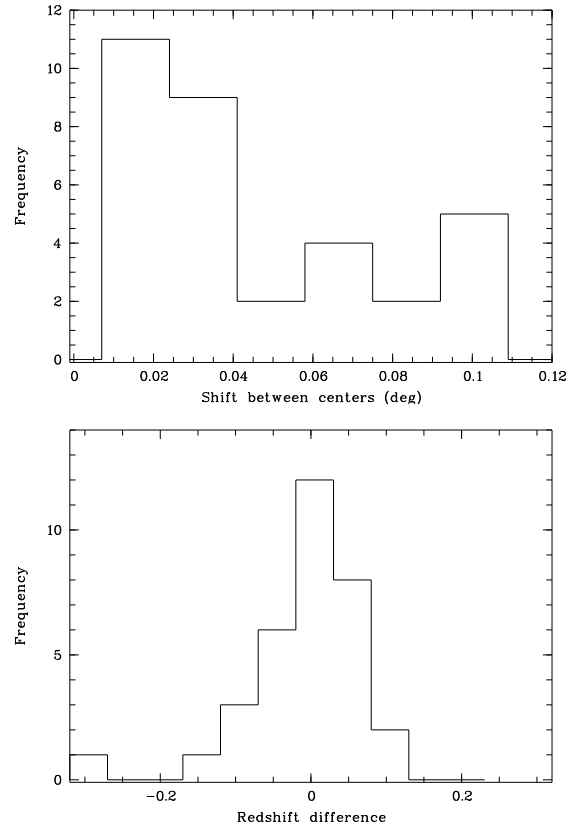 12
10
8
6
4
2
0
Frequency
0 0.02 0.04 0.06 0.08 0.1 0.12
Shift between centers (deg)
10
5
0
Frequency
−0.2 0 0.2
Redshift difference